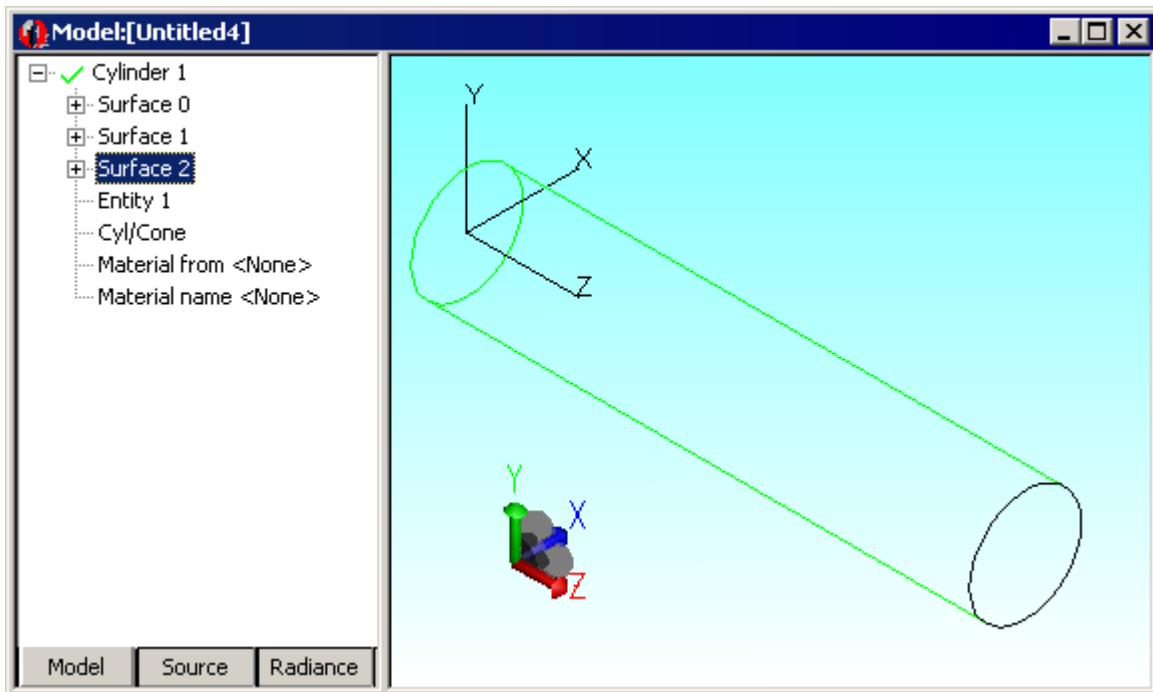 Model:[Untitled4]
Cylinder 1
Surface 0
Surface 1
Surface 2
Entity 1
Cyl/Cone
Material from <None>
Material name <None>
Model Source Radiance
Y
X
Z
Y
X
Z